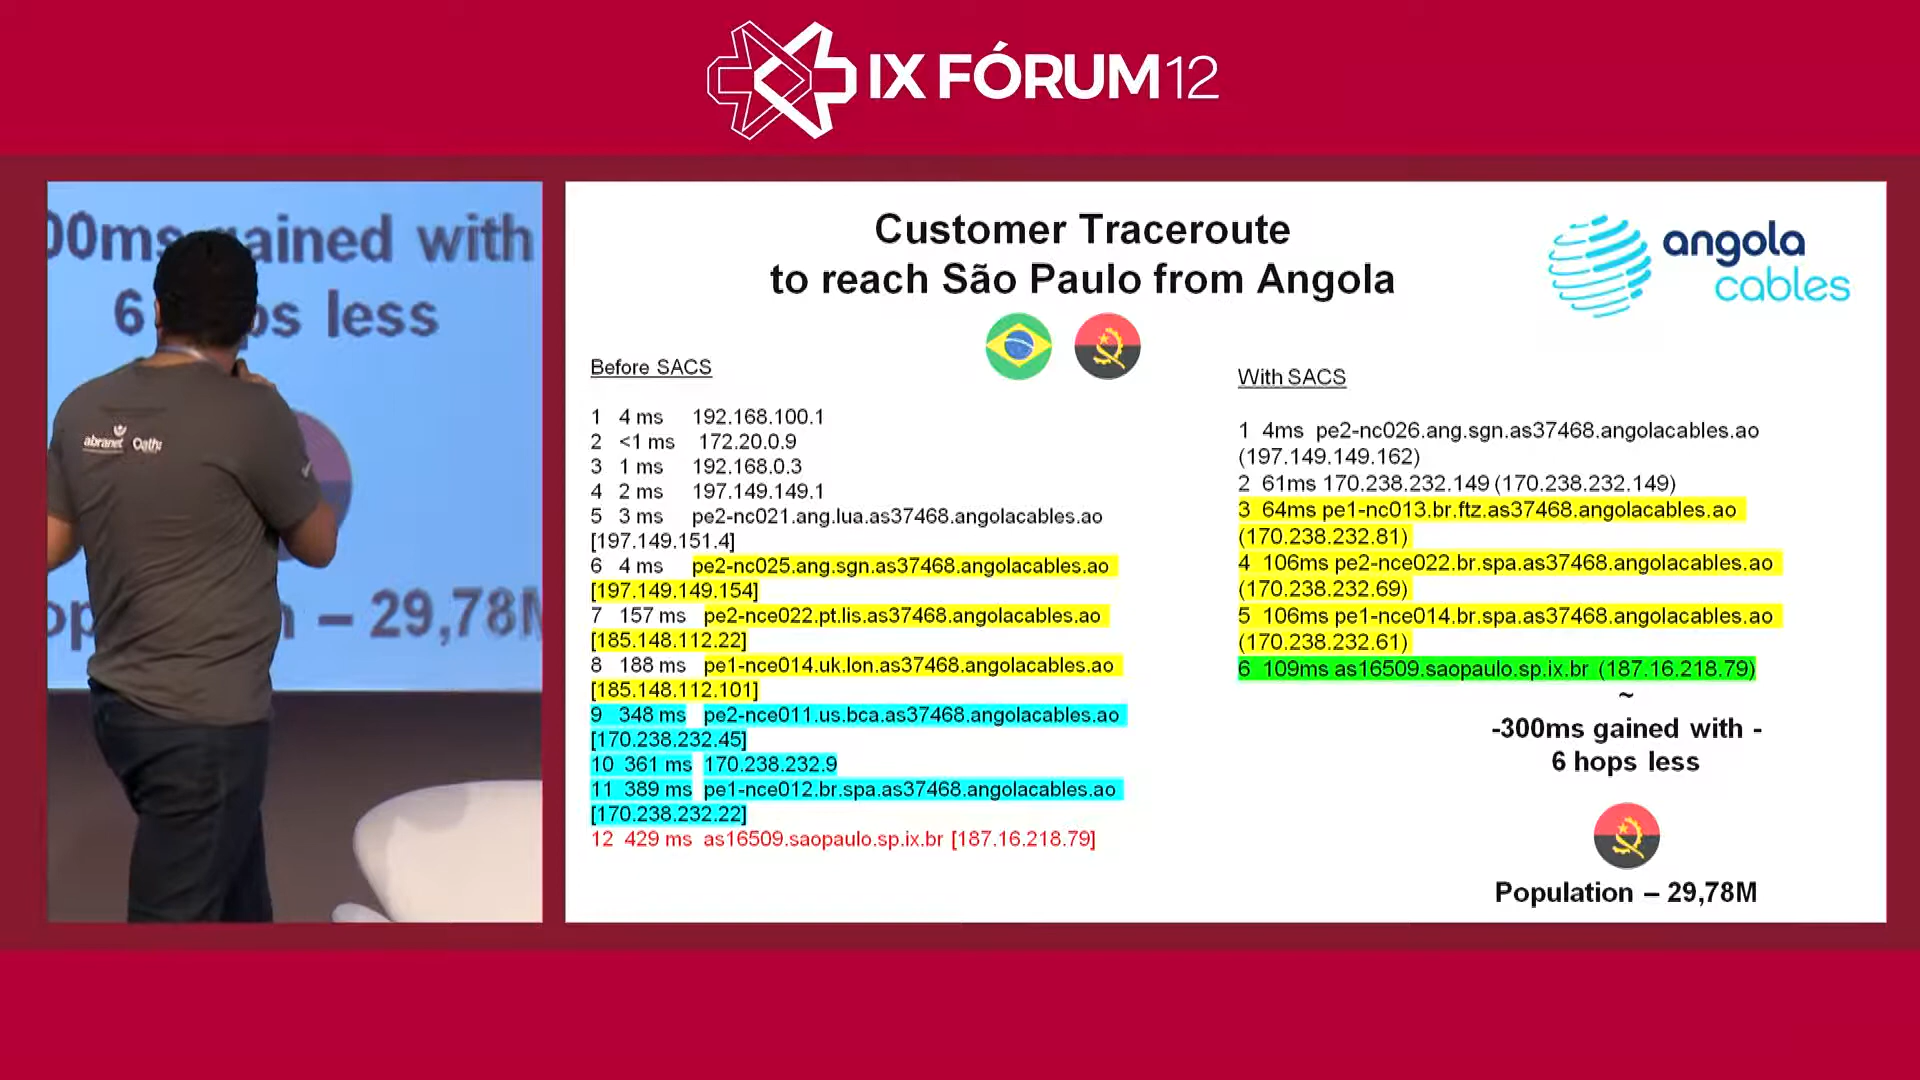 IX FÓRUM 12
00ms gained with
6 ps less
– 29,78M
abranet Oath:
Customer Traceroute
to reach São Paulo from Angola
angola
cables
Before SACS
1 4 ms 192.168.100.1
2 <1 ms 172.20.0.9
3 1 ms 192.168.0.3
4 2 ms 197.149.149.1
5 3 ms pe2-nc021.ang.lua.as37468.angolacables.ao
[197.149.151.4]
6 4 ms pe2-nc025.ang.sgn.as37468.angolacables.ao
[197.149.149.154]
7 157 ms pe2-nce022.pt.lis.as37468.angolacables.ao
[185.148.112.22]
8 188 ms pe1-nce014.uk.lon.as37468.angolacables.ao
[185.148.112.101]
9 348 ms pe2-nce011.us.bca.as37468.angolacables.ao
[170.238.232.45]
10 361 ms 170.238.232.9
11 389 ms pe1-nce012.br.spa.as37468.angolacables.ao
[170.238.232.22]
12 429 ms as16509.saopaulo.sp.ix.br [187.16.218.79]
With SACS
1 4ms pe2-nc026.ang.sgn.as37468.angolacables.ao
(197.149.149.162)
2 61ms 170.238.232.149 (170.238.232.149)
3 64ms pe1-nc013.br.ftz.as37468.angolacables.ao
(170.238.232.81)
4 106ms pe2-nce022.br.spa.as37468.angolacables.ao
(170.238.232.69)
5 106ms pe1-nce014.br.spa.as37468.angolacables.ao
(170.238.232.61)
6 109ms as16509.saopaulo.sp.ix.br (187.16.218.79)
~
-300ms gained with -
6 hops less
Population – 29,78M